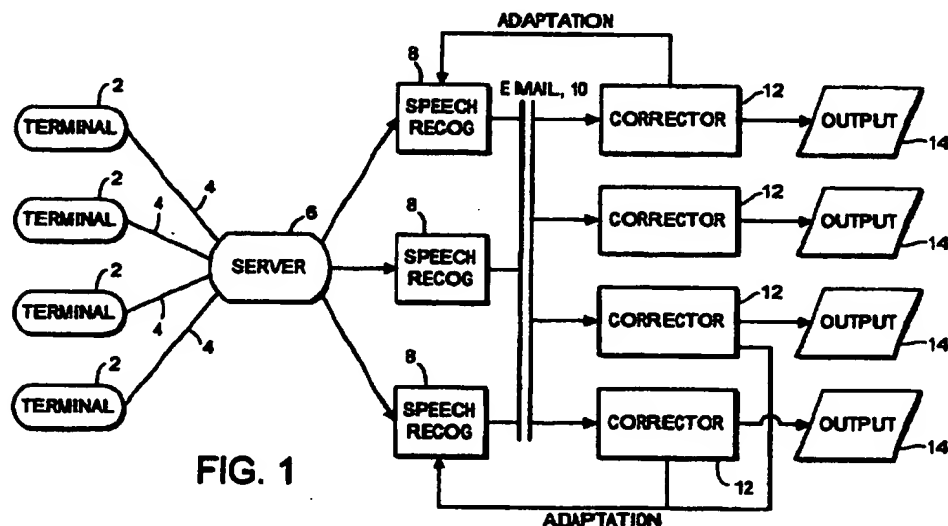 ADAPTATION
2
TERMINAL
4
2
TERMINAL
4
2
TERMINAL
4
2
TERMINAL
4
6
SERVER
8
SPEECH
RECOG
8
SPEECH
RECOG
8
SPEECH
RECOG
E MAIL, 10
CORRECTOR
12
OUTPUT
14
CORRECTOR
12
OUTPUT
14
CORRECTOR
12
OUTPUT
14
CORRECTOR
12
OUTPUT
14
FIG. 1
ADAPTATION